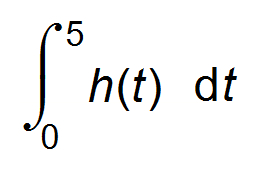 ∫₀⁵ h(t) dt